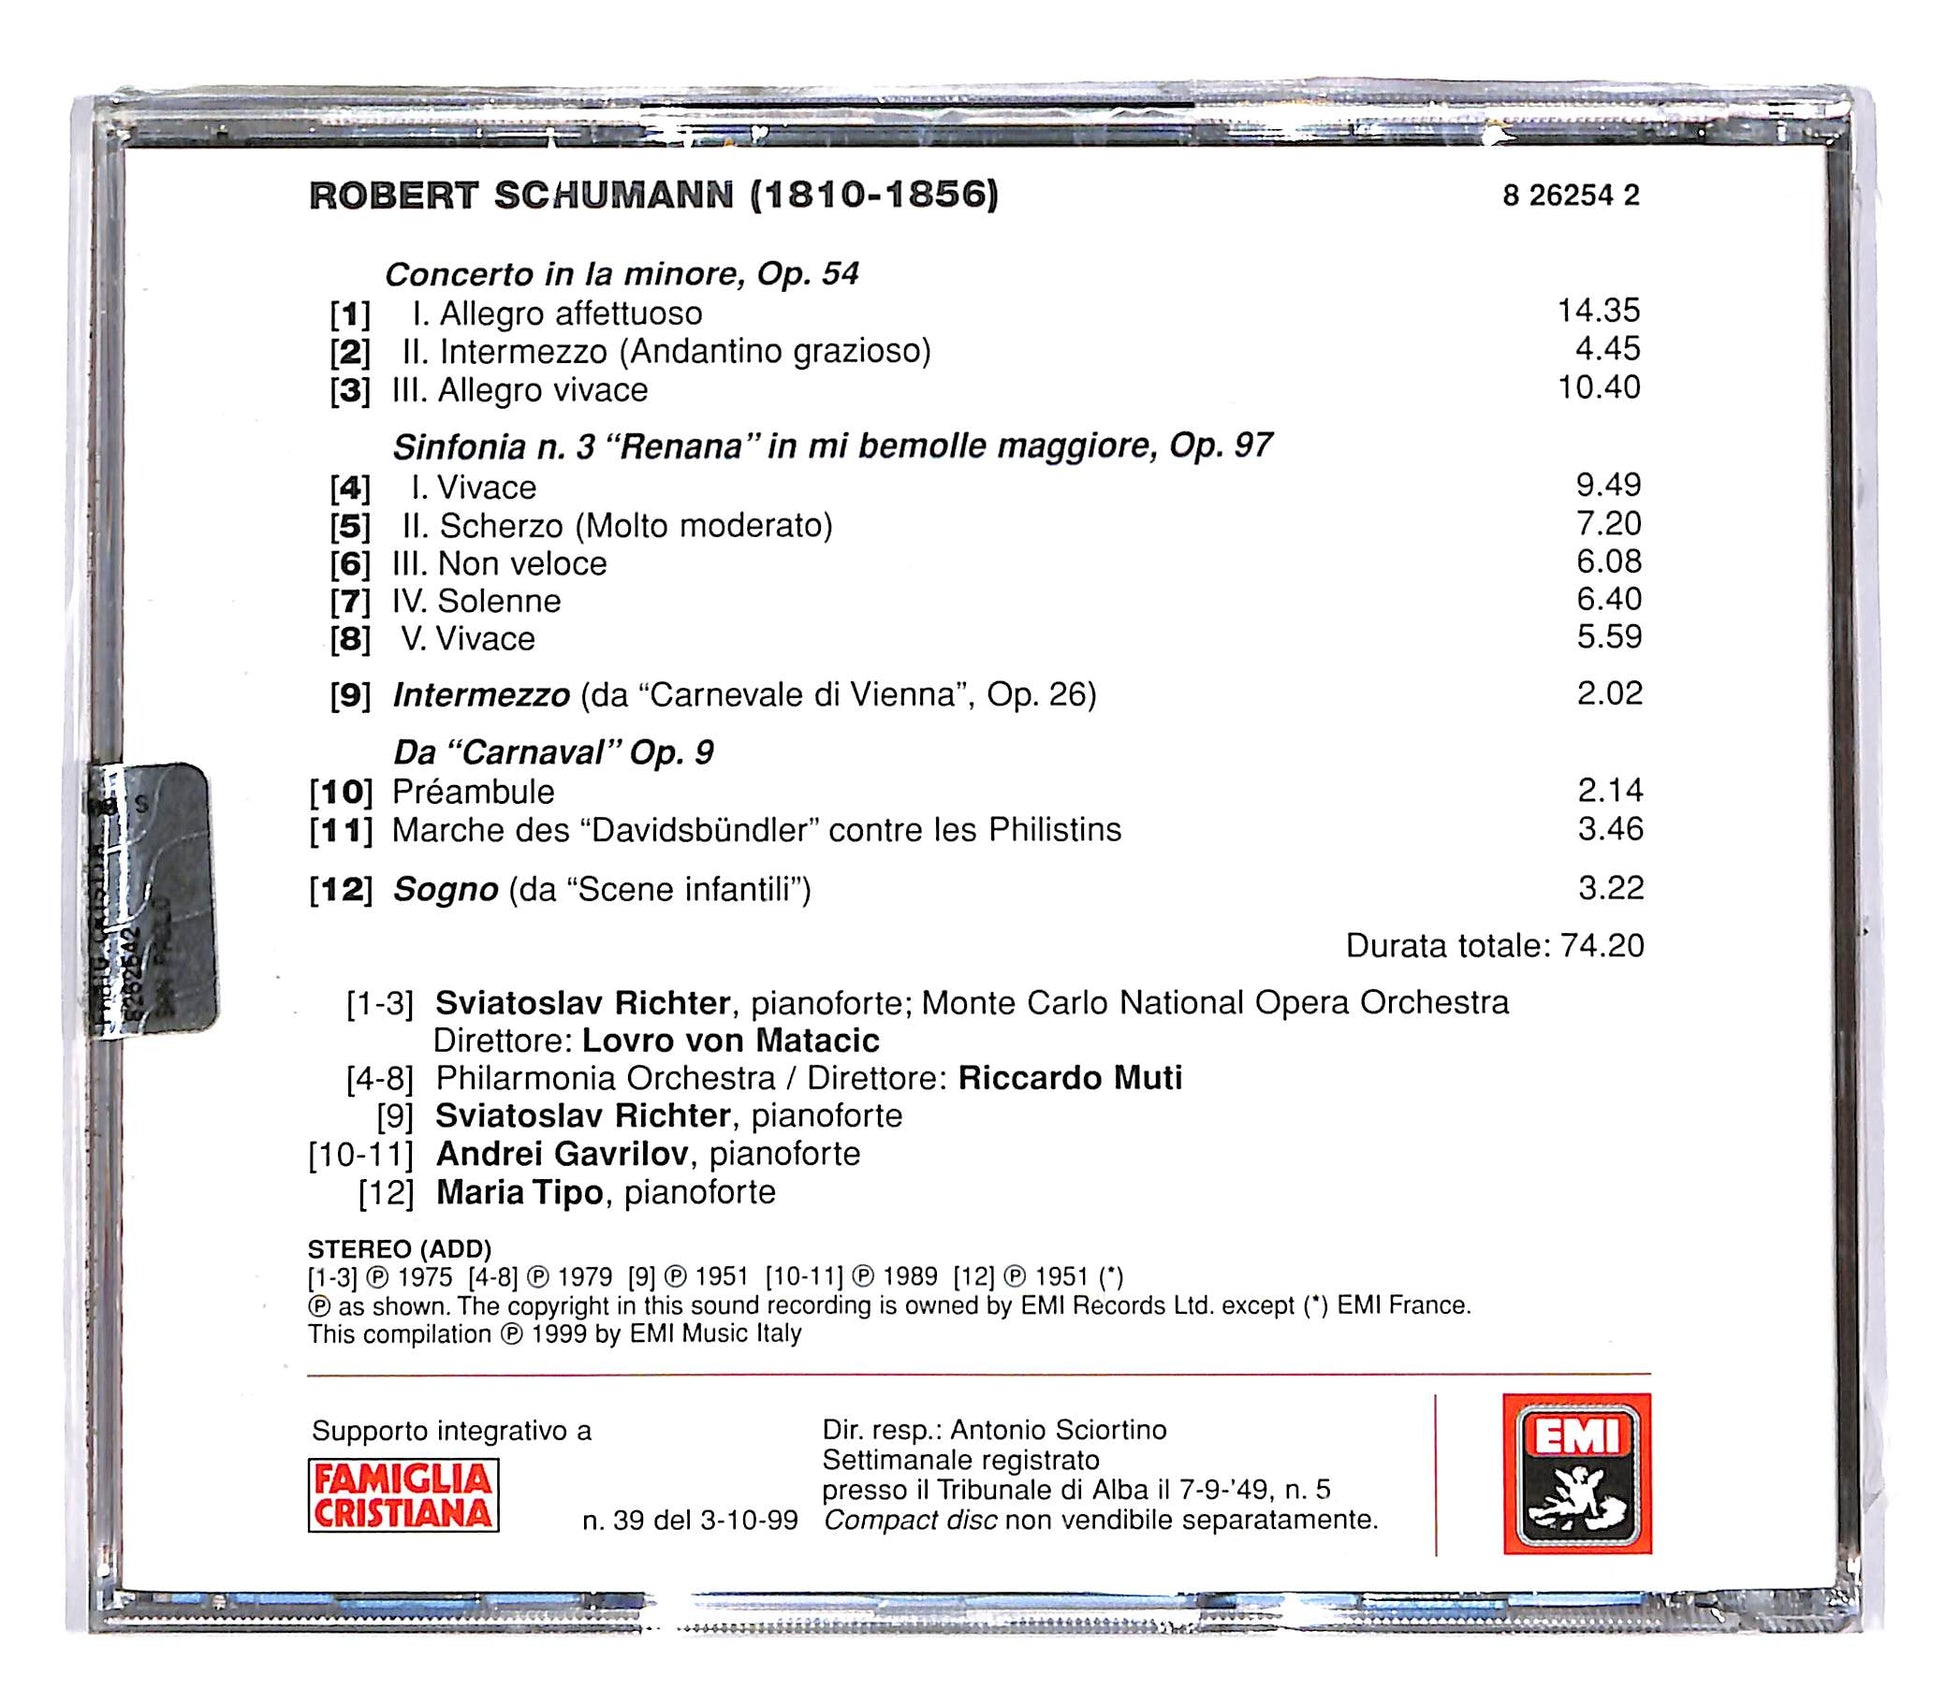 ROBERT SCHUMANN (1810-1856) 8 26254 2
Concerto in la minore, Op. 54
[1] I. Allegro affettuoso 14.35
[2] II. Intermezzo (Andantino grazioso) 4.45
[3] III. Allegro vivace 10.40
Sinfonia n. 3 “Renana” in mi bemolle maggiore, Op. 97
[4] I. Vivace 9.49
[5] II. Scherzo (Molto moderato) 7.20
[6] III. Non veloce 6.08
[7] IV. Solenne 6.40
[8] V. Vivace 5.59
[9] Intermezzo (da “Carnevale di Vienna”, Op. 26) 2.02
Da “Carnaval” Op. 9
[10] Préambule 2.14
[11] Marche des “Davidsbündler” contre les Philistins 3.46
[12] Sogno (da “Scene infantili”) 3.22
Durata totale: 74.20
[1-3] Sviatoslav Richter, pianoforte; Monte Carlo National Opera Orchestra
Direttore: Lovro von Matacic
[4-8] Philarmonia Orchestra / Direttore: Riccardo Muti
[9] Sviatoslav Richter, pianoforte
[10-11] Andrei Gavrilov, pianoforte
[12] Maria Tipo, pianoforte
STEREO (ADD)
[1-3] ℗ 1975 [4-8] ℗ 1979 [9] ℗ 1951 [10-11] ℗ 1989 [12] ℗ 1951 (*)
℗ as shown. The copyright in this sound recording is owned by EMI Records Ltd. except (*) EMI France.
This compilation ℗ 1999 by EMI Music Italy
Supporto integrativo a
FAMIGLIA
CRISTIANA
n. 39 del 3-10-99
Dir. resp.: Antonio Sciortino
Settimanale registrato
presso il Tribunale di Alba il 7-9-'49, n. 5
Compact disc non vendibile separatamente.
EMI